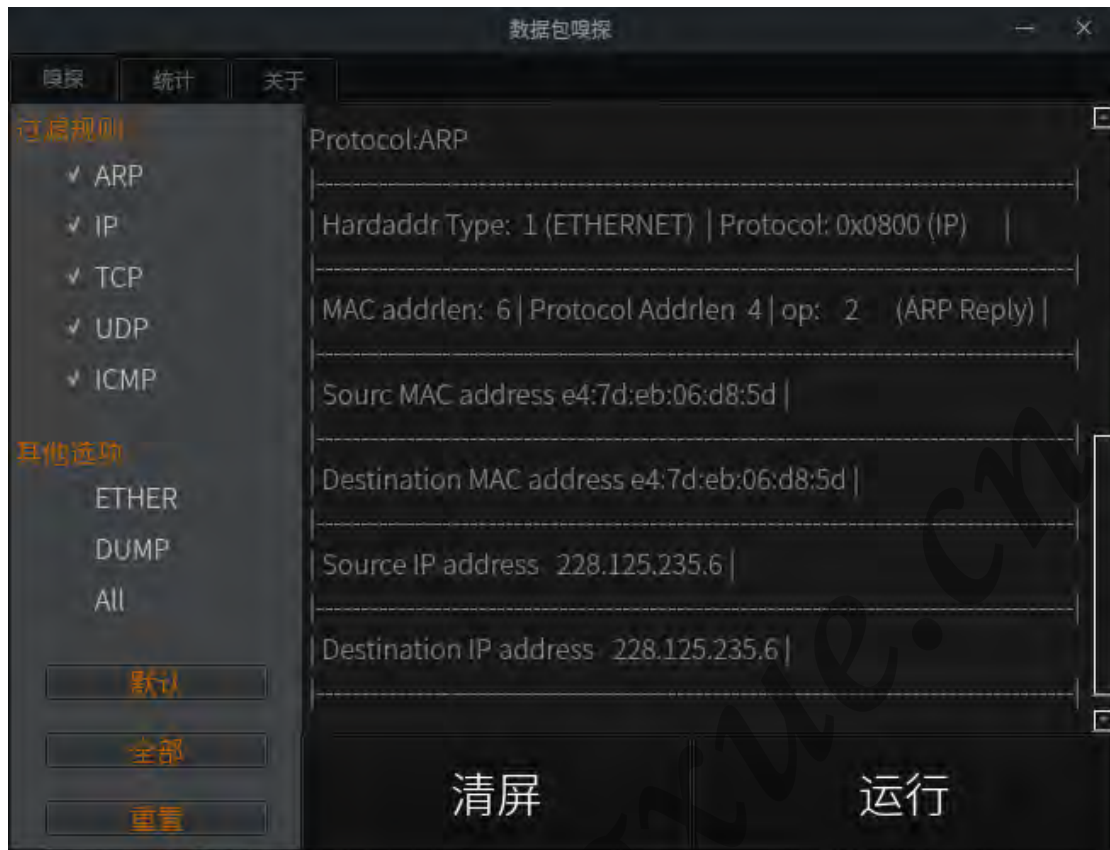 数据包嗅探
嗅探 统计 关于
过滤规则
✓ ARP
✓ IP
✓ TCP
✓ UDP
✓ ICMP
其他选项
ETHER
DUMP
All
默认
全部
重置
Protocol:ARP
|------------------------------------------------------------|
| Hardaddr Type: 1 (ETHERNET) | Protocol: 0x0800 (IP) |
|------------------------------------------------------------|
| MAC addrlen: 6 | Protocol Addrlen 4 | op: 2 (ARP Reply) |
|------------------------------------------------------------|
| Sourc MAC address e4:7d:eb:06:d8:5d |
|------------------------------------------------------------|
| Destination MAC address e4:7d:eb:06:d8:5d |
|------------------------------------------------------------|
| Source IP address 228.125.235.6 |
|------------------------------------------------------------|
| Destination IP address 228.125.235.6 |
|------------------------------------------------------------|
清屏
运行
xue.cn